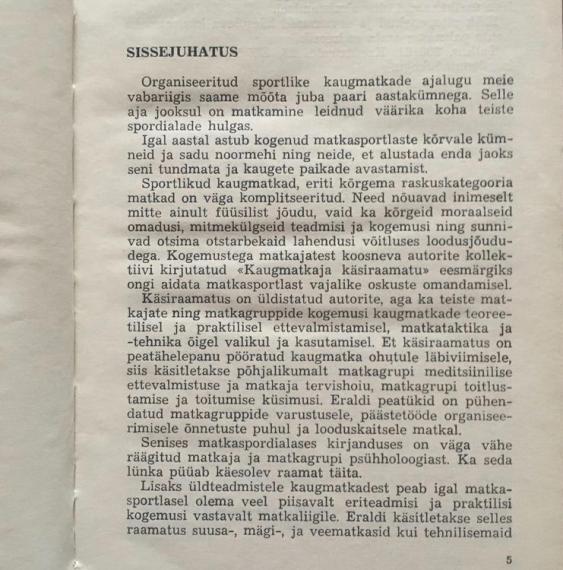 SISSEJUHATUS
Organiseeritud sportlike kaugmatkade ajalugu meie
vabariigis saame mõõta juba paari aastakümnega. Selle
aja jooksul on matkamine leidnud väärika koha teiste
spordialade hulgas.
Igal aastal astub kogenud matkasportlaste kõrvale küm-
neid ja sadu noormehi ning neide, et alustada enda jaoks
seni tundmata ja kaugete paikade avastamist.
Sportlikud kaugmatkad, eriti kõrgema raskuskategooria
matkad on väga komplitseeritud. Need nõuavad inimeselt
mitte ainult füüsilist jõudu, vaid ka kõrgeid moraalseid
omadusi, mitmekülgseid teadmisi ja kogemusi ning sunni-
vad otsima otstarbekaid lahendusi võitluses loodusjõudu-
dega. Kogemustega matkajatest koosneva autorite kollek-
tiivi kirjutatud «Kaugmatkaja käsiraamatu» eesmärgiks
ongi aidata matkasportlast vajalike oskuste omandamisel.
Käsiraamatus on üldistatud autorite, aga ka teiste mat-
kajate ning matkagruppide kogemusi kaugmatkade teoree-
tilisel ja praktilisel ettevalmistamisel, matkataktika ja
-tehnika õigel valikul ja kasutamisel. Et käsiraamatus on
peatähelepanu pööratud kaugmatka ohutule läbiviimisele,
siis käsitletakse põhjalikumalt matkagrupi meditsiinilise
ettevalmistuse ja matkaja tervishoiu, matkagrupi toitlus-
tamise ja toitumise küsimusi. Eraldi peatükid on pühen-
datud matkagruppide varustusele, päästetööde organisee-
rimisele õnnetuste puhul ja looduskaitsele matkal.
Senises matkaspordialases kirjanduses on väga vähe
räägitud matkaja ja matkagrupi psühholoogiast. Ka seda
lünka püüab käesolev raamat täita.
Lisaks üldteadmistele kaugmatkadest peab igal matka-
sportlasel olema veel piisavalt eriteadmisi ja praktilisi
kogemusi vastavalt matkaliigile. Eraldi käsitletakse selles
raamatus suusa-, mägi-, ja veematkasid kui tehnilisemaid
5